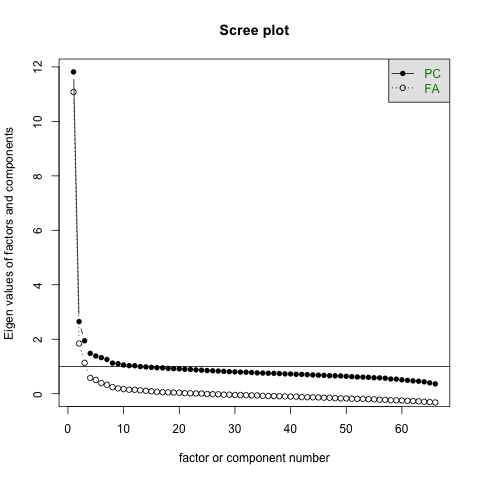 Scree plot
PC
FA
Eigen values of factors and components
12
10
8
6
4
2
0
0 10 20 30 40 50 60
factor or component number